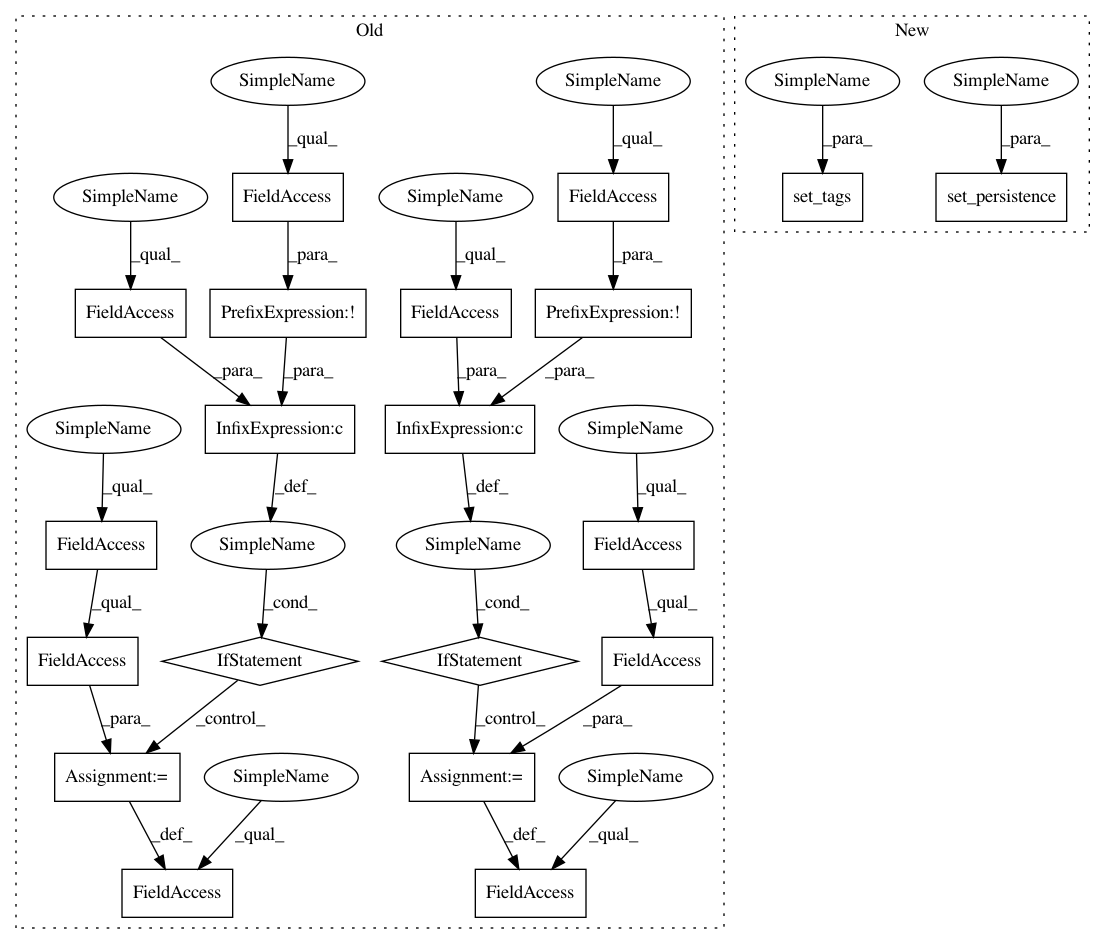 Old
New
SimpleName
SimpleName
SimpleName
SimpleName
_qual_
_qual_
_para_
_para_
SimpleName
FieldAccess
SimpleName
FieldAccess
set_tags
set_persistence
_qual_
_para_
_qual_
_para_
FieldAccess
PrefixExpression:!
FieldAccess
PrefixExpression:!
_para_
_para_
_para_
_para_
SimpleName
InfixExpression:c
InfixExpression:c
SimpleName
_qual_
_def_
_def_
_qual_
FieldAccess
SimpleName
SimpleName
FieldAccess
_qual_
_cond_
_cond_
_qual_
FieldAccess
IfStatement
IfStatement
FieldAccess
_para_
_control_
_control_
_para_
Assignment:=
SimpleName
Assignment:=
SimpleName
_def_
_qual_
_def_
_qual_
FieldAccess
FieldAccess